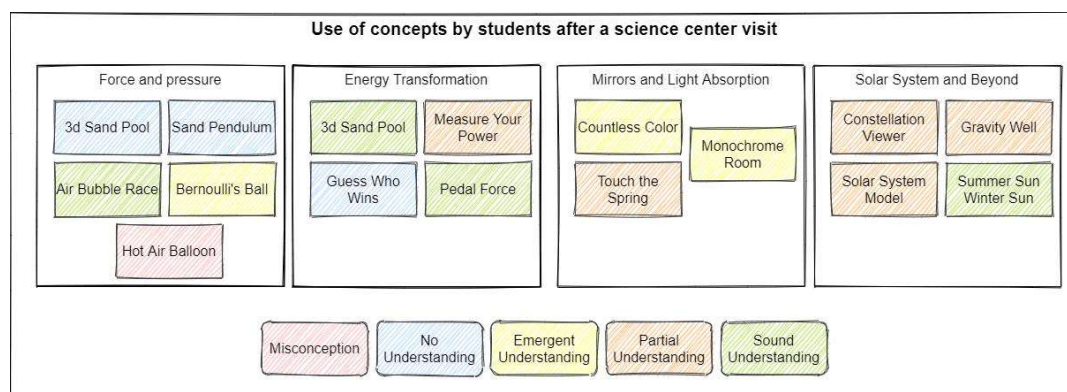 Use of concepts by students after a science center visit
Force and pressure
3d Sand Pool
Sand Pendulum
Air Bubble Race
Bernoulli's Ball
Hot Air Balloon
Energy Transformation
3d Sand Pool
Measure Your
Power
Guess Who
Wins
Pedal Force
Mirrors and Light Absorption
Countless Color
Monochrome
Room
Touch the
Spring
Solar System and Beyond
Constellation
Viewer
Gravity Well
Solar System
Model
Summer Sun
Winter Sun
Misconception
No
Understanding
Emergent
Understanding
Partial
Understanding
Sound
Understanding